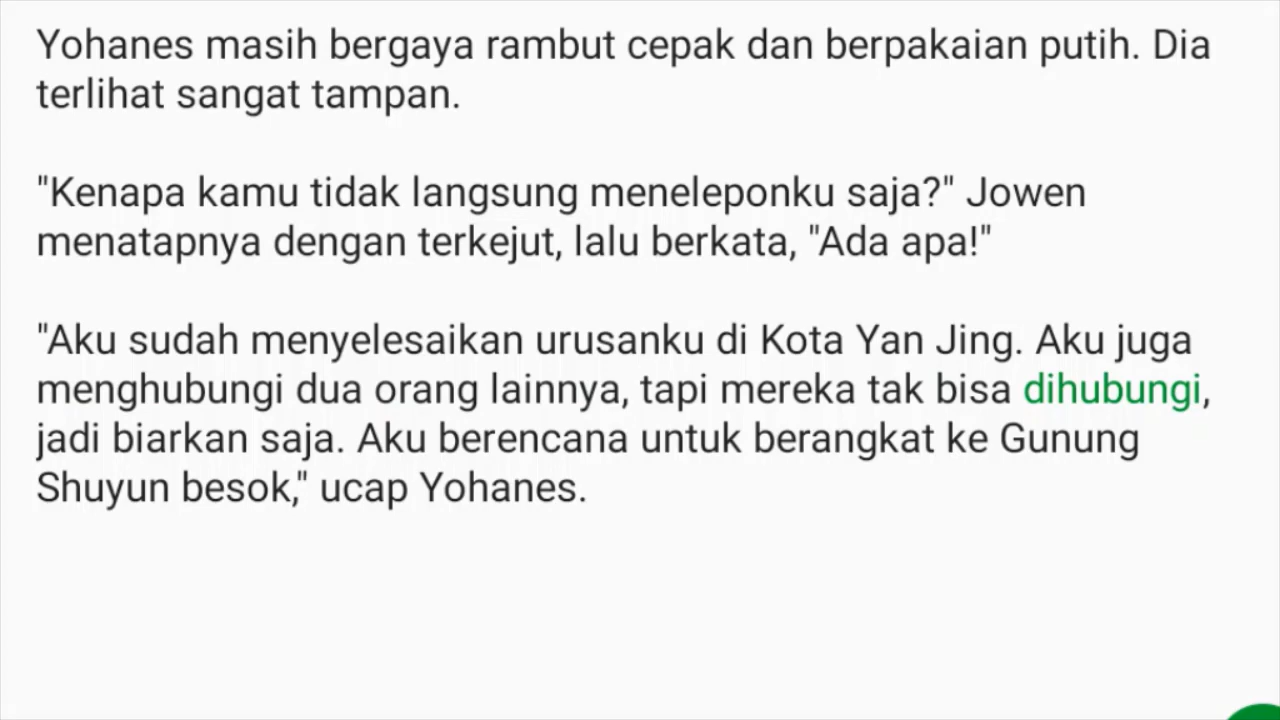 Yohanes masih bergaya rambut cepak dan berpakaian putih. Dia
terlihat sangat tampan.
"Kenapa kamu tidak langsung meneleponku saja?" Jowen
menatapnya dengan terkejut, lalu berkata, "Ada apa!"
"Aku sudah menyelesaikan urusanku di Kota Yan Jing. Aku juga
menghubungi dua orang lainnya, tapi mereka tak bisa dihubungi,
jadi biarkan saja. Aku berencana untuk berangkat ke Gunung
Shuyun besok," ucap Yohanes.